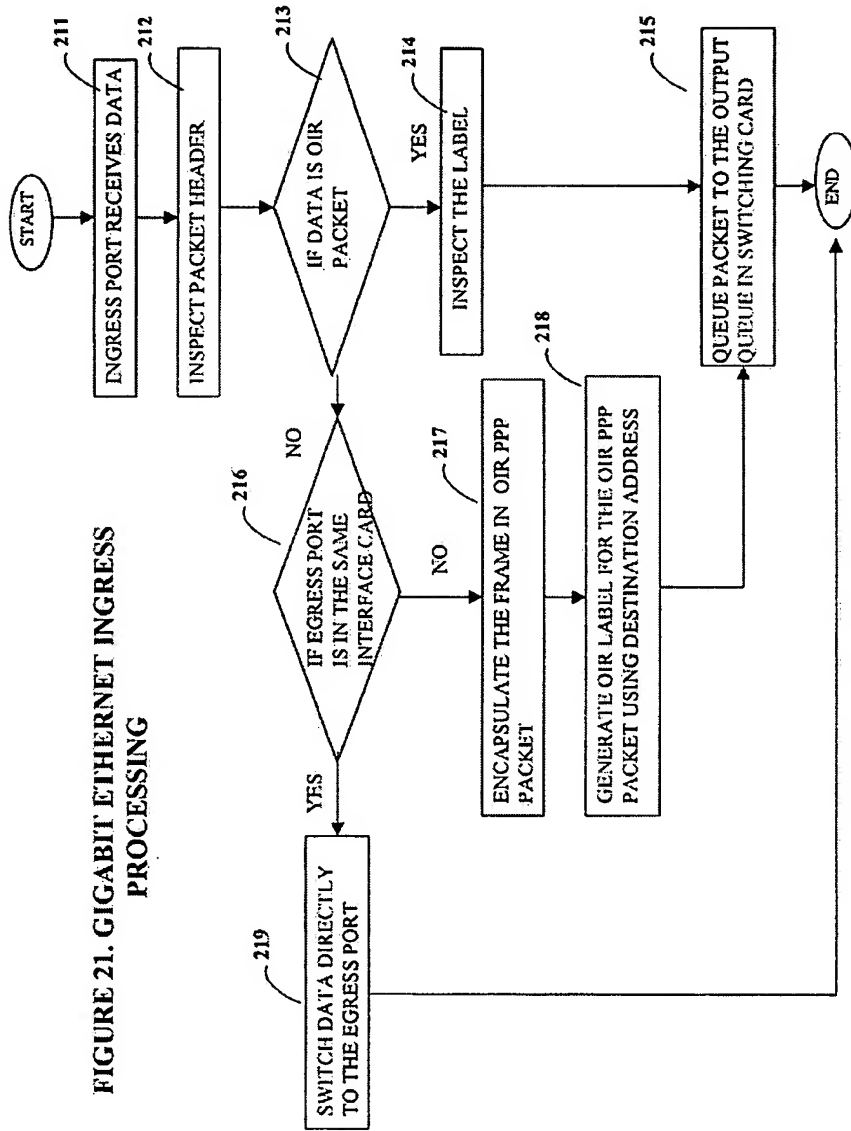 FIGURE 21. GIGABIT ETHERNET INGRESS
PROCESSING
START
211
INGRESS PORT RECEIVES DATA
212
INSPECT PACKET HEADER
213
IF DATA IS OIR
PACKET
YES
214
INSPECT THE LABEL
NO
216
IF EGRESS PORT
IS IN THE SAME
INTERFACE CARD
NO
217
ENCAPSULATE THE FRAME IN OIR PPP
PACKET
218
GENERATE OIR LABEL FOR THE OIR PPP
PACKET USING DESTINATION ADDRESS
215
QUEUE PACKET TO THE OUTPUT
QUEUE IN SWITCHING CARD
YES
219
SWITCH DATA DIRECTLY
TO THE EGRESS PORT
END